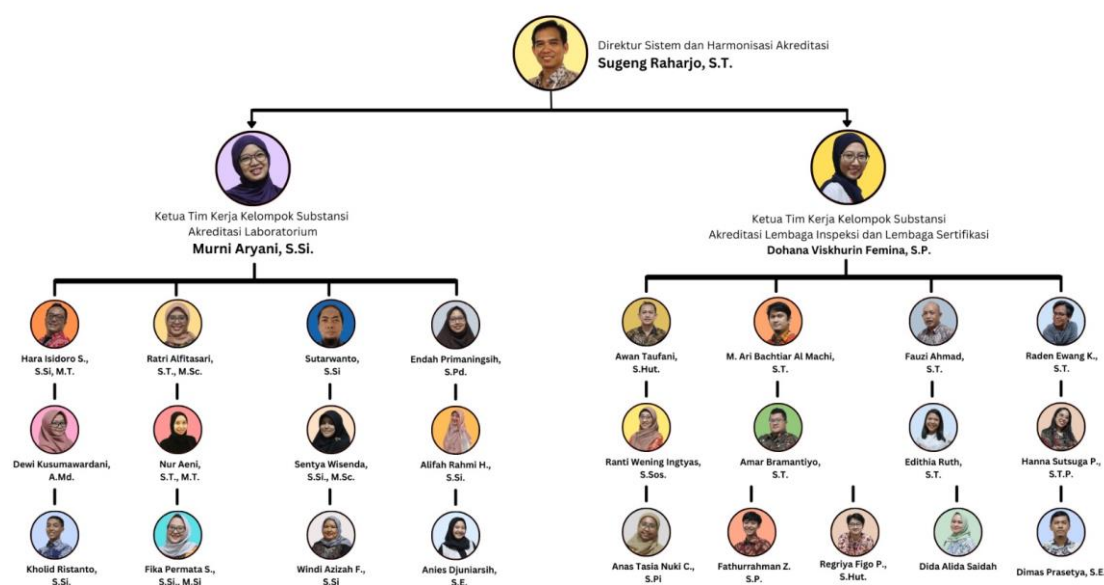 Direktur Sistem dan Harmonisasi Akreditasi
Sugeng Raharjo, S.T.
Ketua Tim Kerja Kelompok Substansi
Akreditasi Laboratorium
Murni Aryani, S.Si.
Ketua Tim Kerja Kelompok Substansi
Akreditasi Lembaga Inspeksi dan Lembaga Sertifikasi
Dohana Viskhurin Femina, S.P.
Hara Isidoro S.,
S.Si, M.T.
Ratri Alfitasari,
S.T., M.Sc.
Sutarwanto,
S.Si
Endah Primaningsih,
S.Pd.
Awan Taufani,
S.Hut.
M. Ari Bachtiar Al Machi,
S.T.
Fauzi Ahmad,
S.T.
Raden Ewang K.,
S.T.
Dewi Kusumawardani,
A.Md.
Nur Aeni,
S.T., M.T.
Sentya Wisenda,
S.Si., M.Sc.
Alifah Rahmi H.,
S.Si.
Ranti Wening Ingtyas,
S.Sos.
Amar Bramantiyo,
S.T.
Edithia Ruth,
S.T.
Hanna Sutsuga P.,
S.T.P.
Kholid Ristanto,
S.Si.
Fika Permata S.,
S.Si., M.Si
Windi Azizah F.,
S.Si
Anies Djuniarsih,
S.E.
Anas Tasia Nuki C.,
S.Pi
Fathurrahman Z.
S.P.
Regriya Figo P.,
S.Hut.
Dida Alida Saidah
Dimas Prasetya, S.E